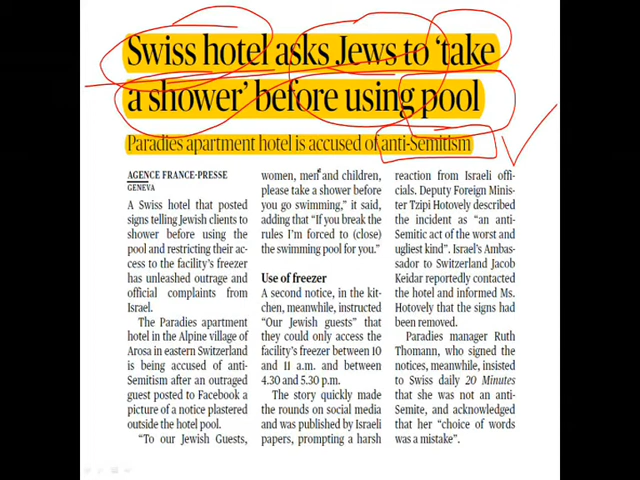 Swiss hotel asks Jews to ‘take
a shower’ before using pool
Paradies apartment hotel is accused of anti-Semitism
AGENCE FRANCE-PRESSE
GENEVA
A Swiss hotel that posted
signs telling Jewish clients to
shower before using the
pool and restricting their ac-
cess to the facility’s freezer
has unleashed outrage and
official complaints from
Israel.
The Paradies apartment
hotel in the Alpine village of
Arosa in eastern Switzerland
is being accused of anti-
Semitism after an outraged
guest posted to Facebook a
picture of a notice plastered
outside the hotel pool.
“To our Jewish Guests,
women, men and children,
please take a shower before
you go swimming,” it said,
adding that “If you break the
rules I’m forced to (close)
the swimming pool for you.”
Use of freezer
A second notice, in the kit-
chen, meanwhile, instructed
“Our Jewish guests” that
they could only access the
facility’s freezer between 10
and 11 a.m. and between
4.30 and 5.30 p.m.
The story quickly made
the rounds on social media
and was published by Israeli
papers, prompting a harsh
reaction from Israeli offi-
cials. Deputy Foreign Minis-
ter Tzipi Hotovely described
the incident as “an anti-
Semitic act of the worst and
ugliest kind”. Israel’s Ambas-
sador to Switzerland Jacob
Keidar reportedly contacted
the hotel and informed Ms.
Hotovely that the signs had
been removed.
Paradies manager Ruth
Thomann, who signed the
notices, meanwhile, insisted
to Swiss daily 20 Minutes
that she was not an anti-
Semite, and acknowledged
that her “choice of words
was a mistake”.